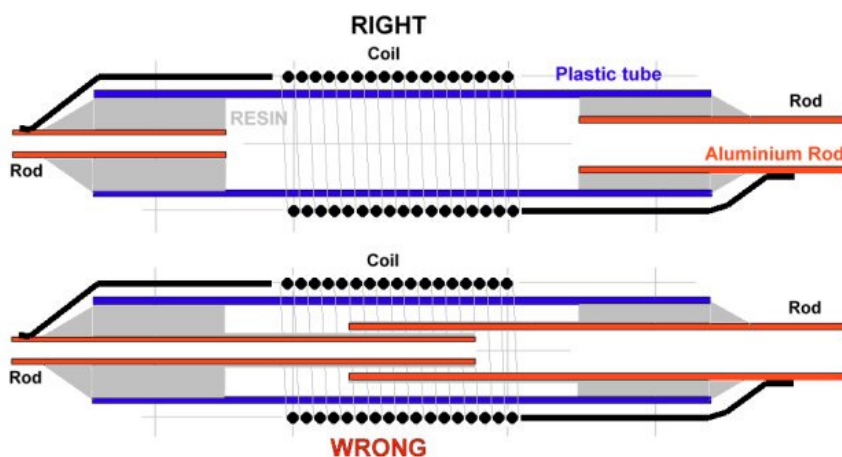 RIGHT
Coil
Plastic tube
RESIN
Rod
Rod
Aluminium Rod
Coil
Rod
Rod
WRONG